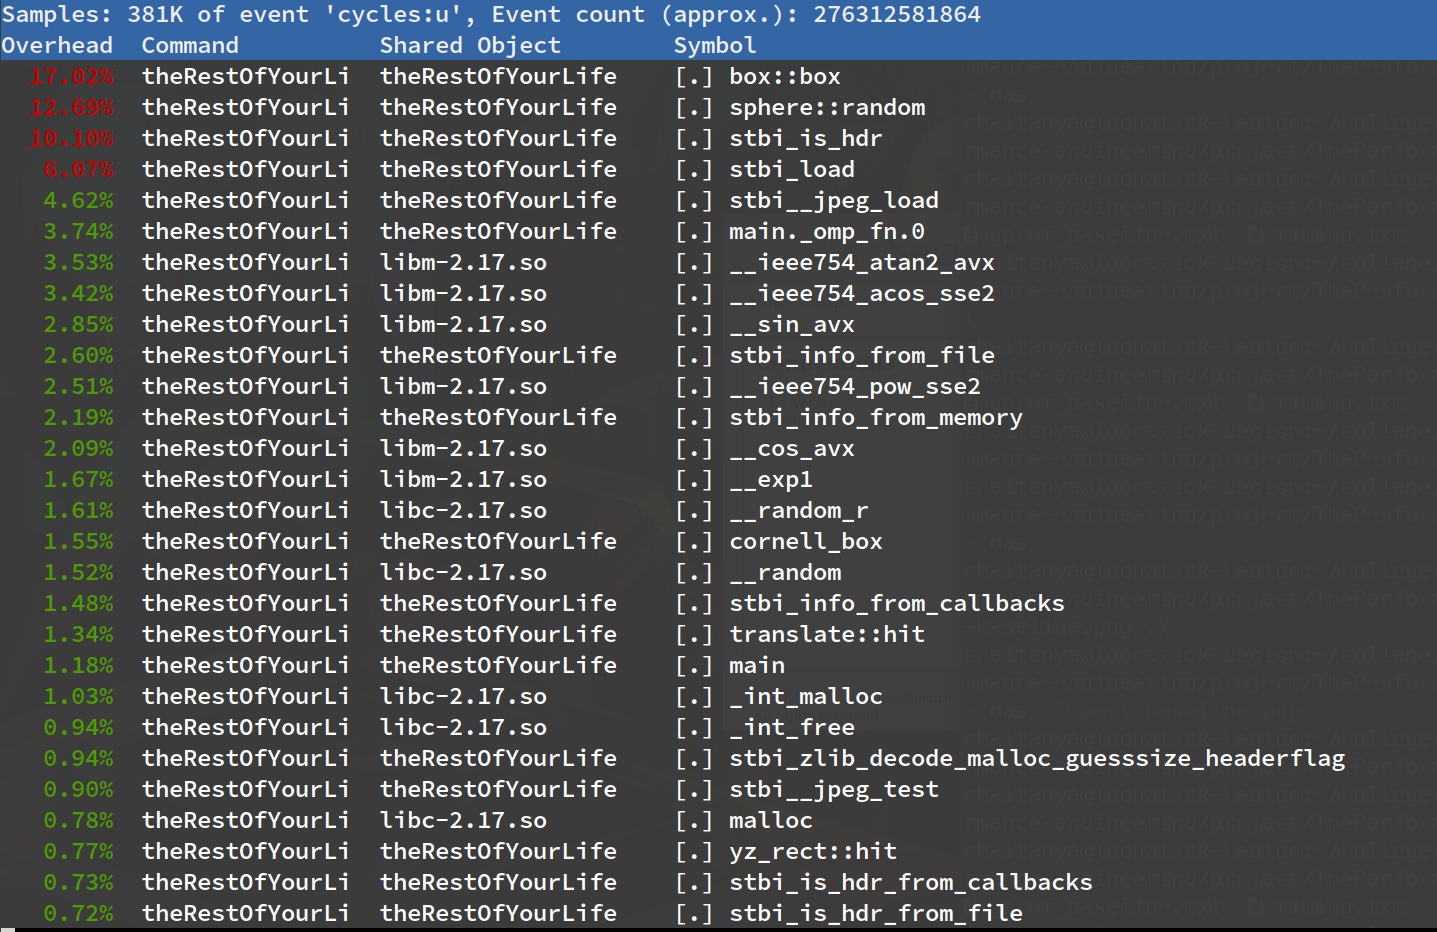 Samples: 381K of event 'cycles:u', Event count (approx.): 276312581864
Overhead  Command          Shared Object        Symbol
17.02%  theRestOfYourLi  theRestOfYourLife    [.] box::box
12.69%  theRestOfYourLi  theRestOfYourLife    [.] sphere::random
10.10%  theRestOfYourLi  theRestOfYourLife    [.] stbi_is_hdr
6.07%  theRestOfYourLi  theRestOfYourLife    [.] stbi_load
4.62%  theRestOfYourLi  theRestOfYourLife    [.] stbi__jpeg_load
3.74%  theRestOfYourLi  theRestOfYourLife    [.] main._omp_fn.0
3.53%  theRestOfYourLi  libm-2.17.so         [.] __ieee754_atan2_avx
3.42%  theRestOfYourLi  libm-2.17.so         [.] __ieee754_acos_sse2
2.85%  theRestOfYourLi  libm-2.17.so         [.] __sin_avx
2.60%  theRestOfYourLi  theRestOfYourLife    [.] stbi_info_from_file
2.51%  theRestOfYourLi  libm-2.17.so         [.] __ieee754_pow_sse2
2.19%  theRestOfYourLi  theRestOfYourLife    [.] stbi_info_from_memory
2.09%  theRestOfYourLi  libm-2.17.so         [.] __cos_avx
1.67%  theRestOfYourLi  libm-2.17.so         [.] __exp1
1.61%  theRestOfYourLi  libc-2.17.so         [.] __random_r
1.55%  theRestOfYourLi  theRestOfYourLife    [.] cornell_box
1.52%  theRestOfYourLi  libc-2.17.so         [.] __random
1.48%  theRestOfYourLi  theRestOfYourLife    [.] stbi_info_from_callbacks
1.34%  theRestOfYourLi  theRestOfYourLife    [.] translate::hit
1.18%  theRestOfYourLi  theRestOfYourLife    [.] main
1.03%  theRestOfYourLi  libc-2.17.so         [.] _int_malloc
0.94%  theRestOfYourLi  libc-2.17.so         [.] _int_free
0.94%  theRestOfYourLi  theRestOfYourLife    [.] stbi_zlib_decode_malloc_guesssize_headerflag
0.90%  theRestOfYourLi  theRestOfYourLife    [.] stbi__jpeg_test
0.78%  theRestOfYourLi  libc-2.17.so         [.] malloc
0.77%  theRestOfYourLi  theRestOfYourLife    [.] yz_rect::hit
0.73%  theRestOfYourLi  theRestOfYourLife    [.] stbi_is_hdr_from_callbacks
0.72%  theRestOfYourLi  theRestOfYourLife    [.] stbi_is_hdr_from_file